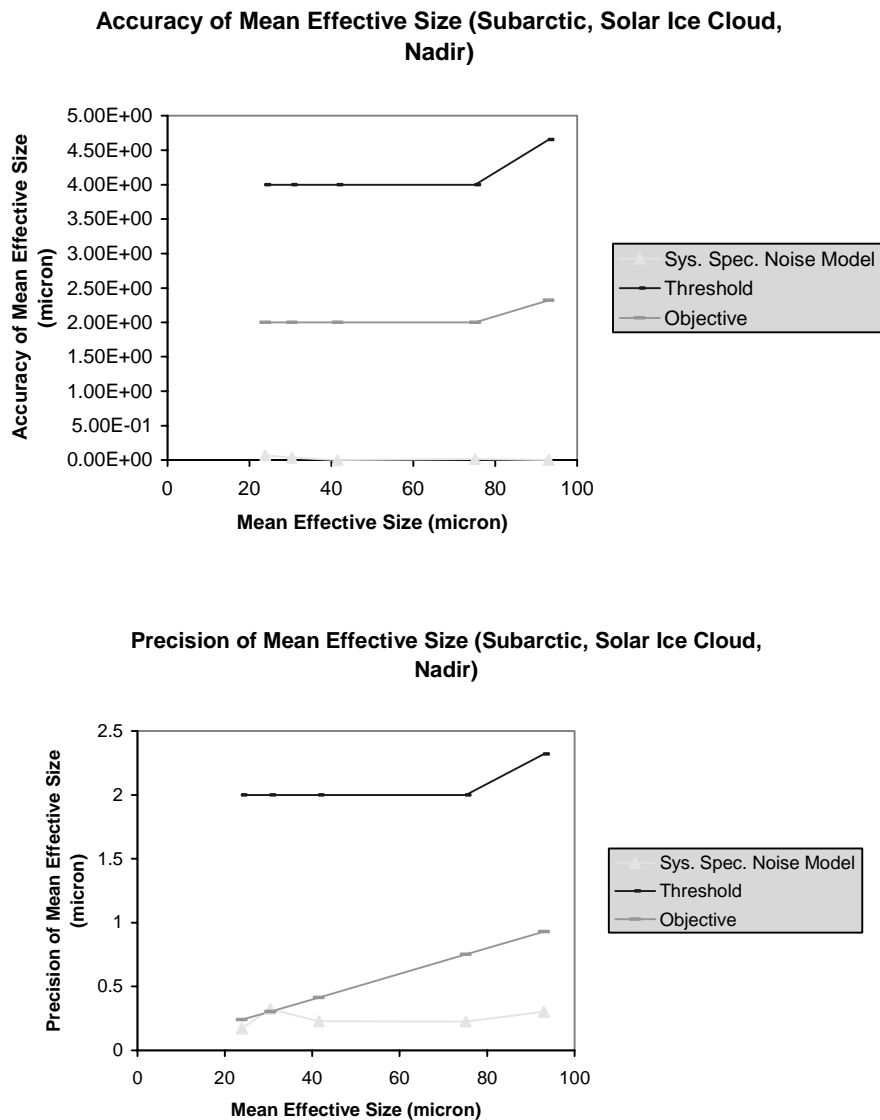 Accuracy of Mean Effective Size (Subarctic, Solar Ice Cloud,
Nadir)
5.00E+00
4.50E+00
4.00E+00
3.50E+00
3.00E+00
2.50E+00
2.00E+00
1.50E+00
1.00E+00
5.00E-01
0.00E+00
Accuracy of Mean Effective Size
(micron)
0 20 40 60 80 100
Mean Effective Size (micron)
Sys. Spec. Noise Model
Threshold
Objective
Precision of Mean Effective Size (Subarctic, Solar Ice Cloud,
Nadir)
2.5
2
1.5
1
0.5
0
Precision of Mean Effective Size
(micron)
0 20 40 60 80 100
Mean Effective Size (micron)
Sys. Spec. Noise Model
Threshold
Objective